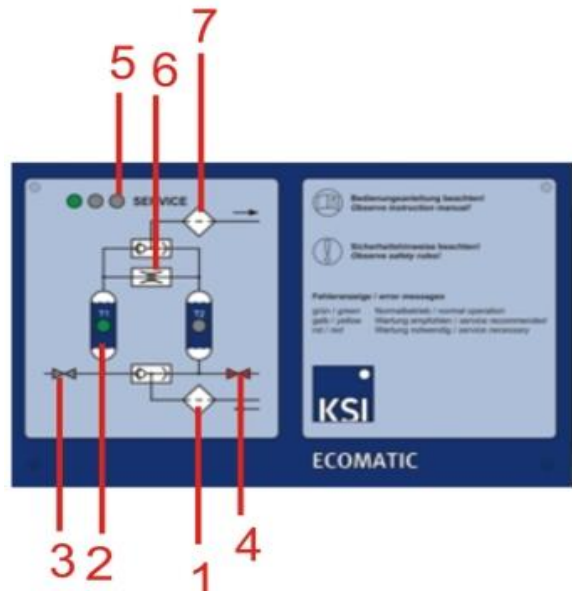 7
5
6
SERVICE
T1
T2
Bedienungsanleitung beachten!
Observe instruction manual!
Sicherheitshinweise beachten!
Observe safety rules!
Fehleranzeige / error messages
grün / green Normalbetrieb / normal operation
gelb / yellow Wartung empfohlen / service recommended
rot / red Wartung notwendig / service necessary
KSI
ECOMATIC
3
2
1
4